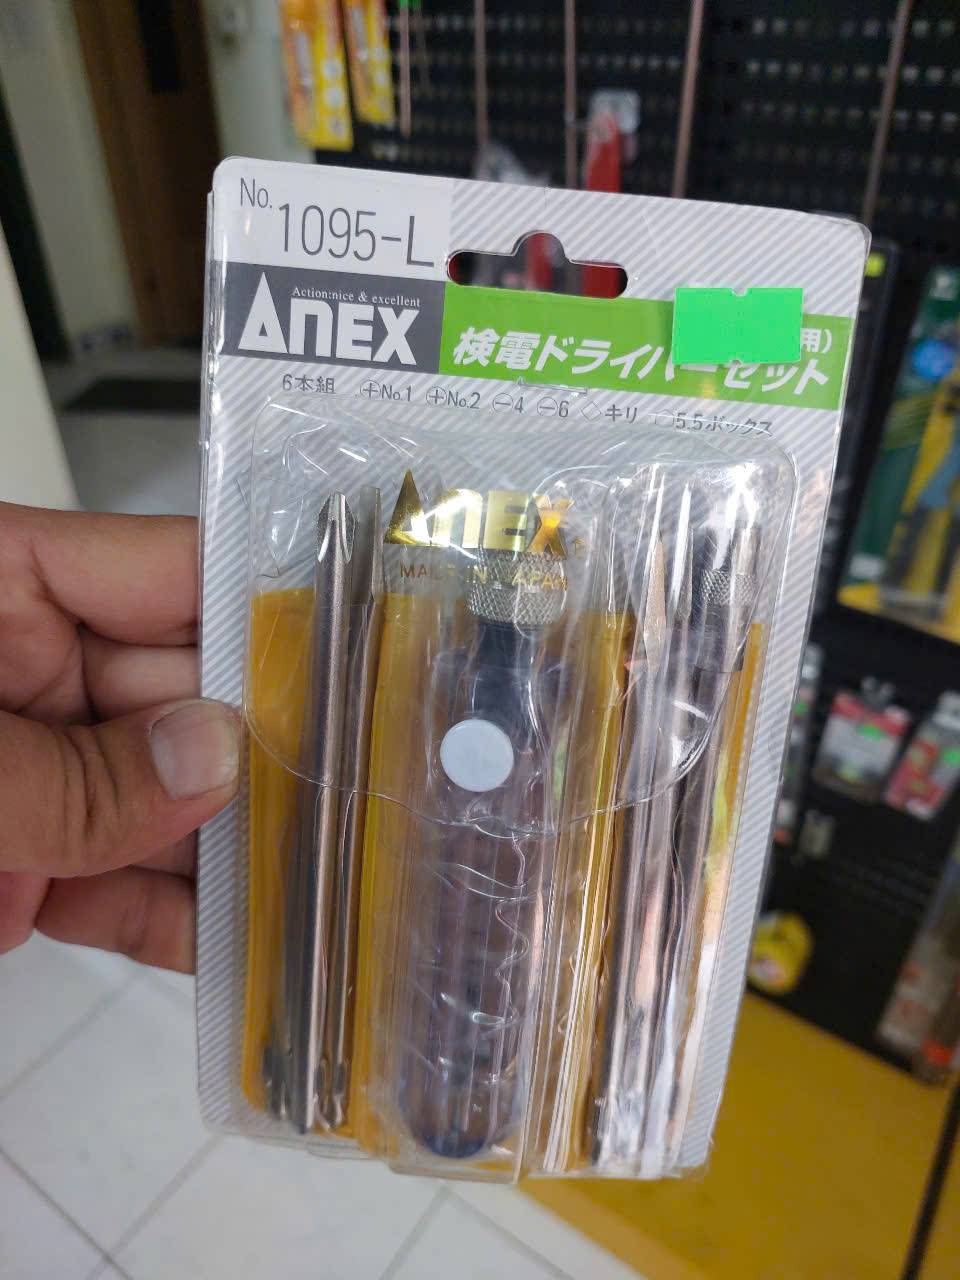 No. 1095-L
Action:nice & excellent
ANEX
検電ドライバーセット
用)
6本組 ⊕No.1 ⊕No.2 ⊖4 ⊖6 ◇キリ ⬡5.5ボックス
ANEX
MADE IN JAPAN